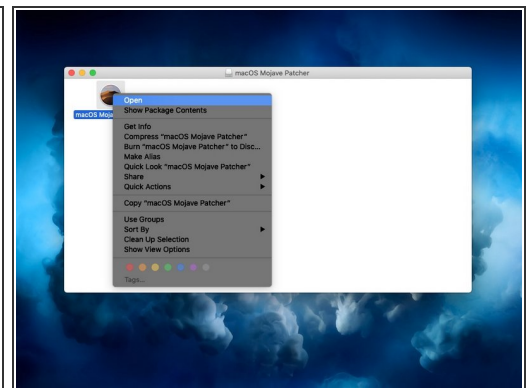 macOS Mojave Patcher
macOS Moja
Open
Show Package Contents
Get Info
Compress “macOS Mojave Patcher”
Burn “macOS Mojave Patcher” to Disc...
Make Alias
Quick Look “macOS Mojave Patcher”
Share
Quick Actions
Copy “macOS Mojave Patcher”
Use Groups
Sort By
Clean Up Selection
Show View Options
Tags...